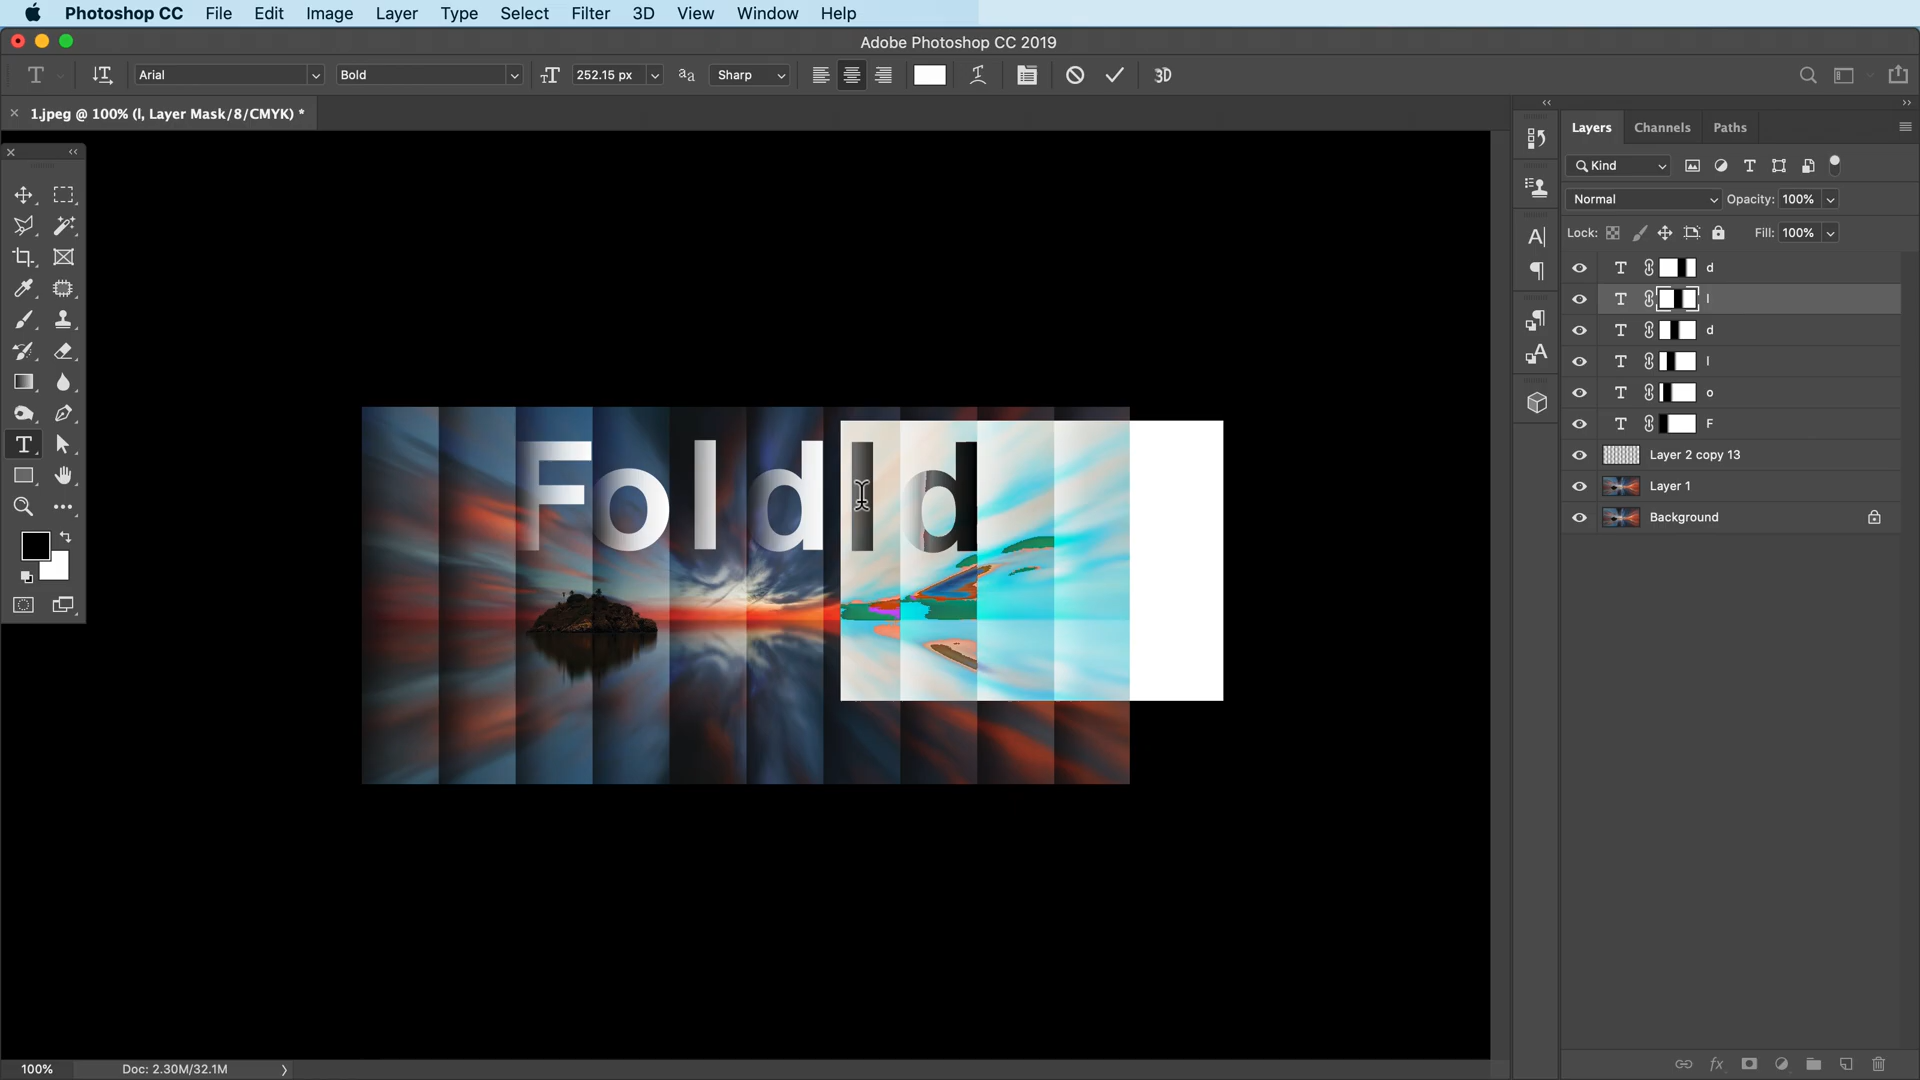 Photoshop CC File Edit Image Layer Type Select Filter 3D View Window Help
Adobe Photoshop CC 2019
T Arial Bold 252.15 px Sharp 3D
1.jpeg @ 100% (l, Layer Mask/8/CMYK) *
Layers Channels Paths
Kind
Normal Opacity: 100%
Lock: Fill: 100%
d
l
d
l
o
F
Layer 2 copy 13
Layer 1
Background
Foldld
100% Doc: 2.30M/32.1M